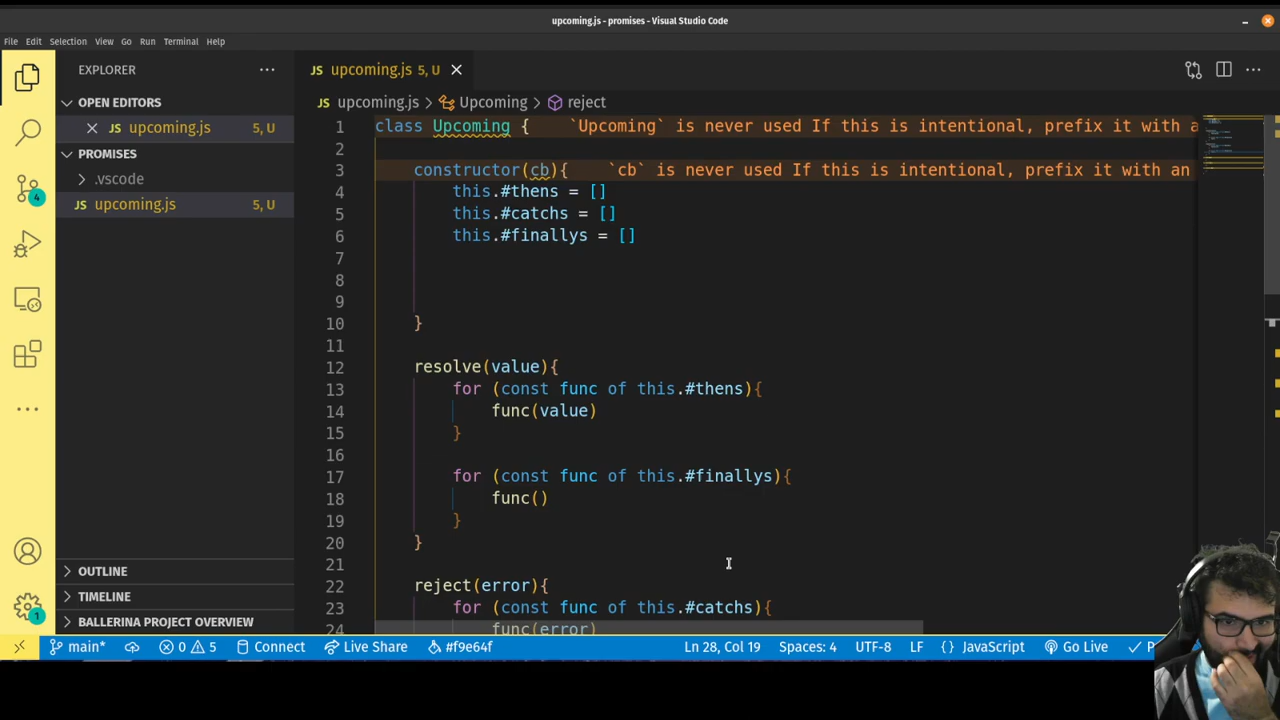 upcoming.js - promises - Visual Studio Code
File Edit Selection View Go Run Terminal Help
EXPLORER
OPEN EDITORS
upcoming.js 5, U
PROMISES
.vscode
upcoming.js 5, U
OUTLINE
TIMELINE
BALLERINA PROJECT OVERVIEW
4
1
JS upcoming.js 5, U
JS upcoming.js > Upcoming > reject
1 class Upcoming { `Upcoming` is never used If this is intentional, prefix it with a
2
3 constructor(cb){ `cb` is never used If this is intentional, prefix it with an
4 this.#thens = []
5 this.#catchs = []
6 this.#finallys = []
7
8
9
10 }
11
12 resolve(value){
13 for (const func of this.#thens){
14 func(value)
15 }
16
17 for (const func of this.#finallys){
18 func()
19 }
20 }
21
22 reject(error){
23 for (const func of this.#catchs){
24 func(error)
main* 0 5 Connect Live Share #f9e64f Ln 28, Col 19 Spaces: 4 UTF-8 LF {} JavaScript Go Live